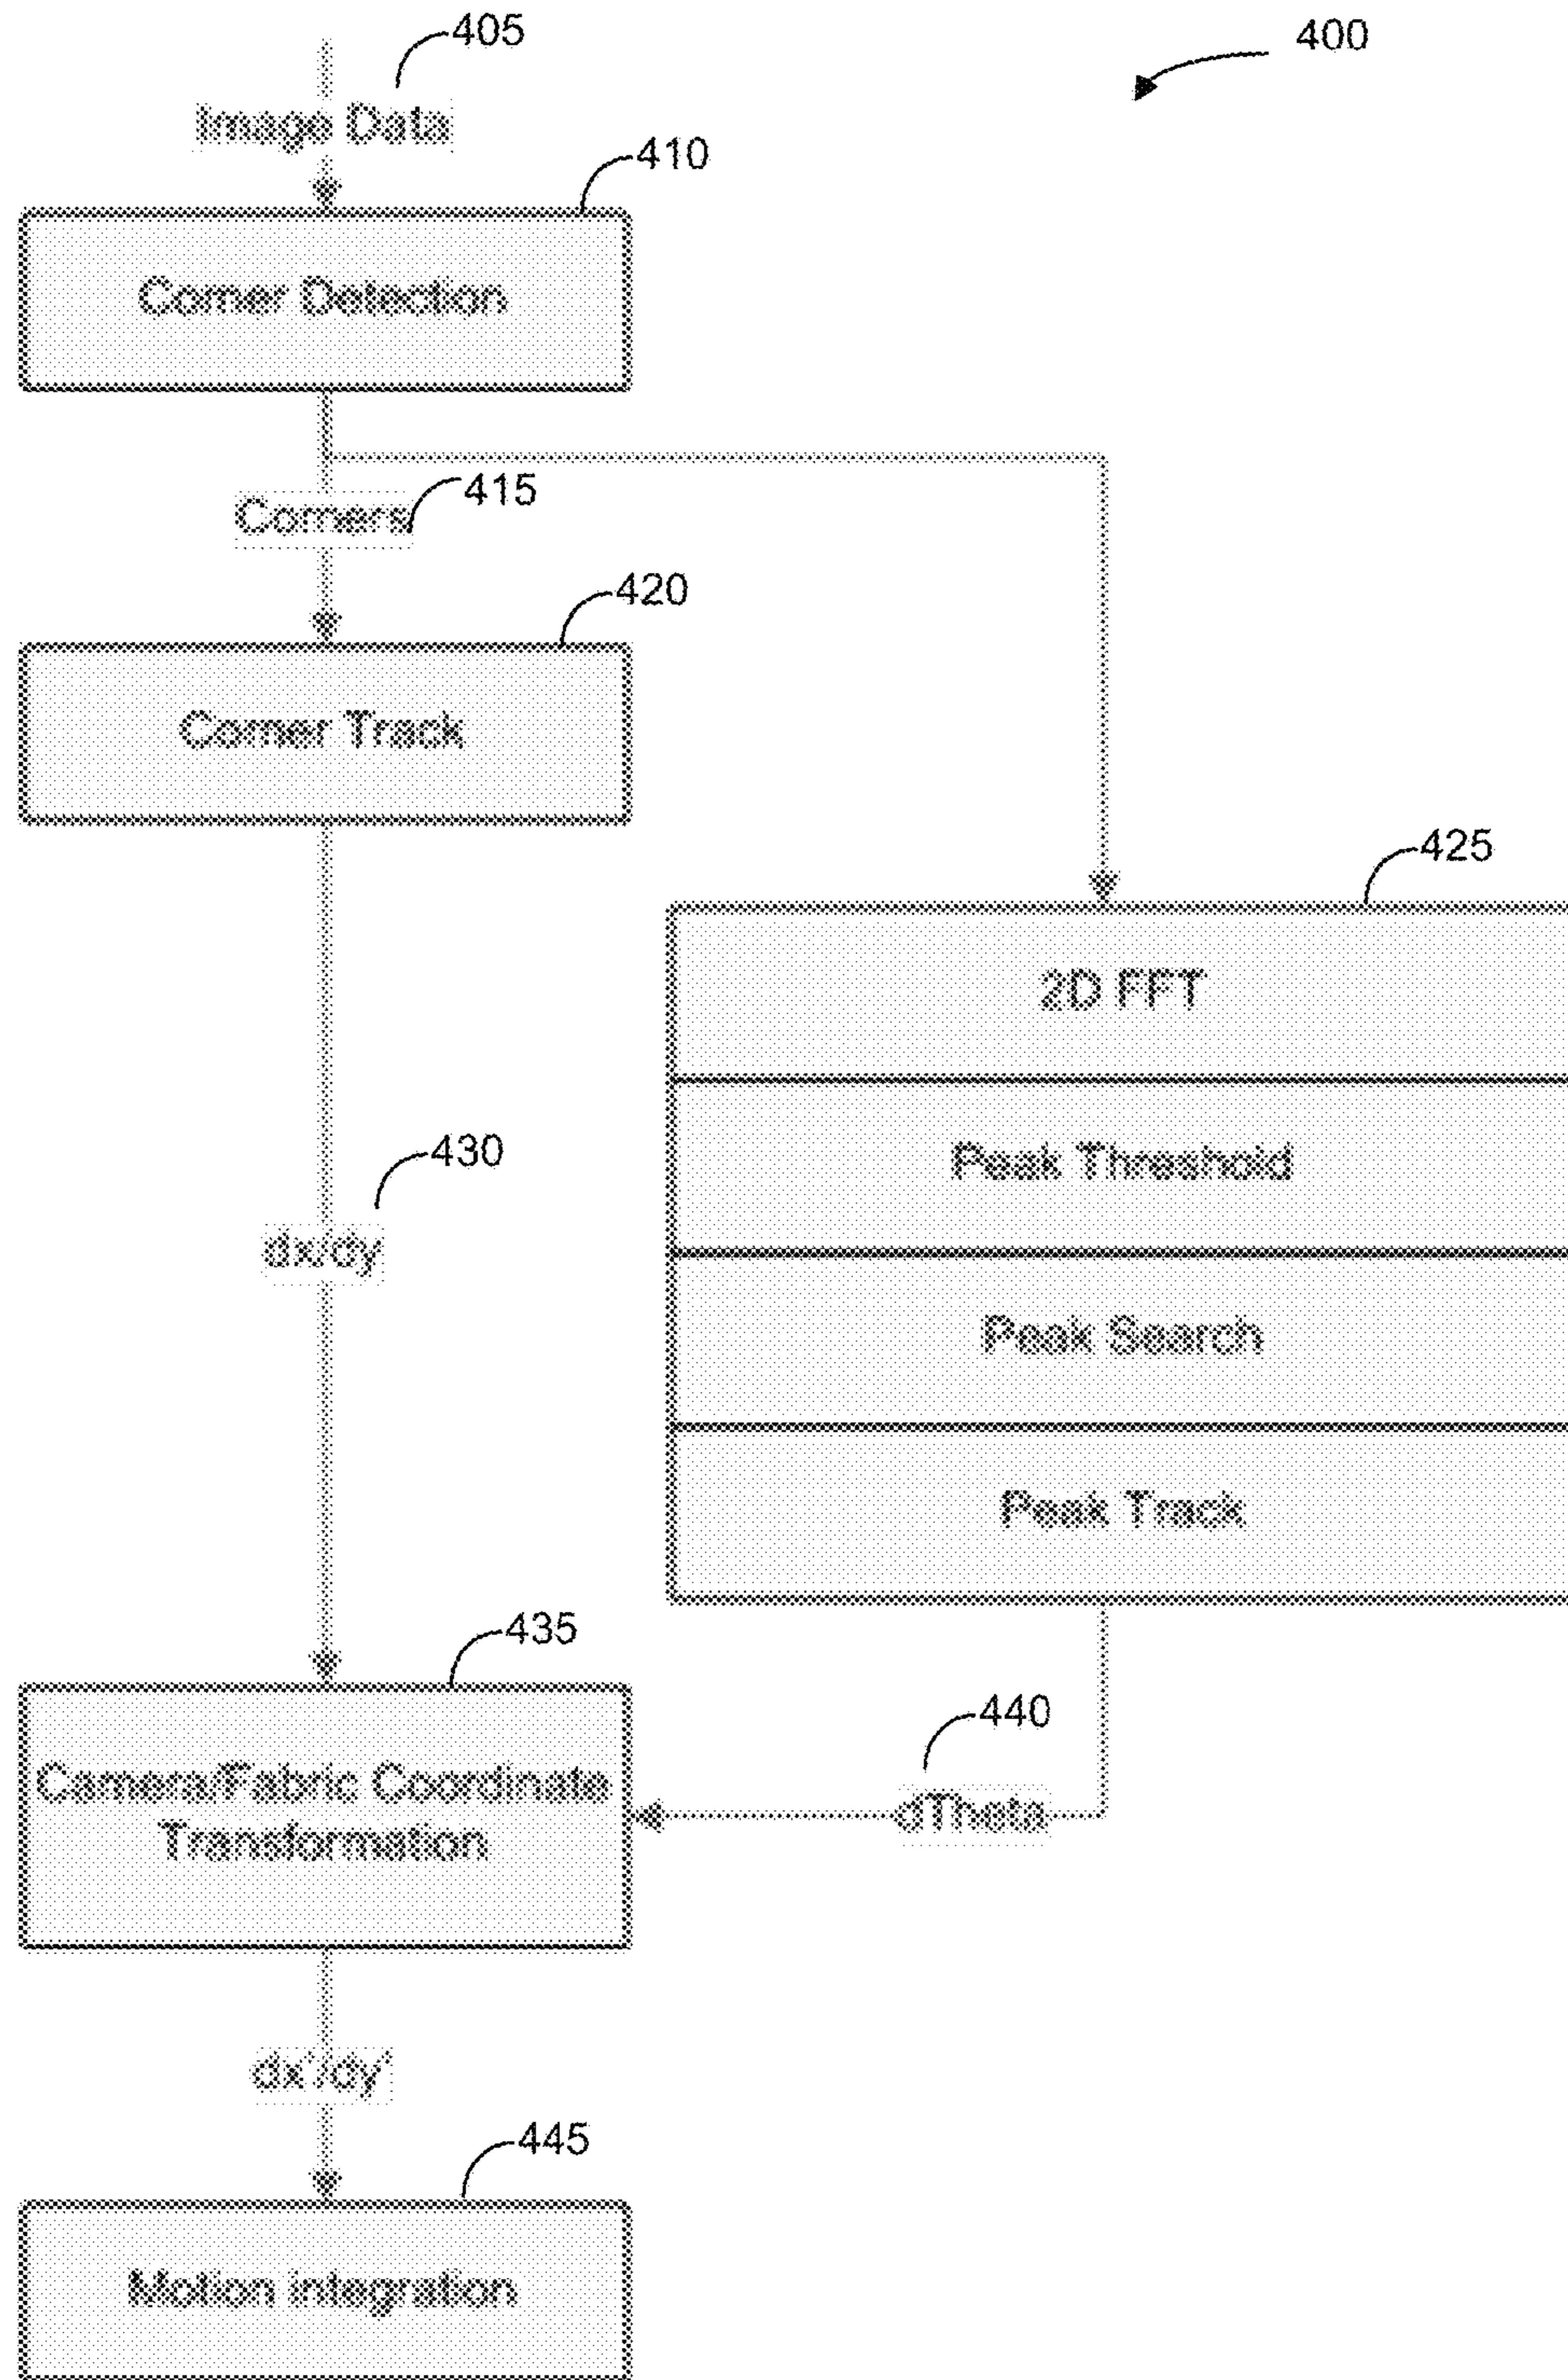 405
400
Image Data
410
Corner Detection
415
Corners
420
Corner Track
425
2D FFT
430
Peak Threshold
dx/dy
Peak Search
Peak Track
435
440
Camera/Fabric Coordinate
Transformation
dTheta
dx'/dy'
445
Motion integration